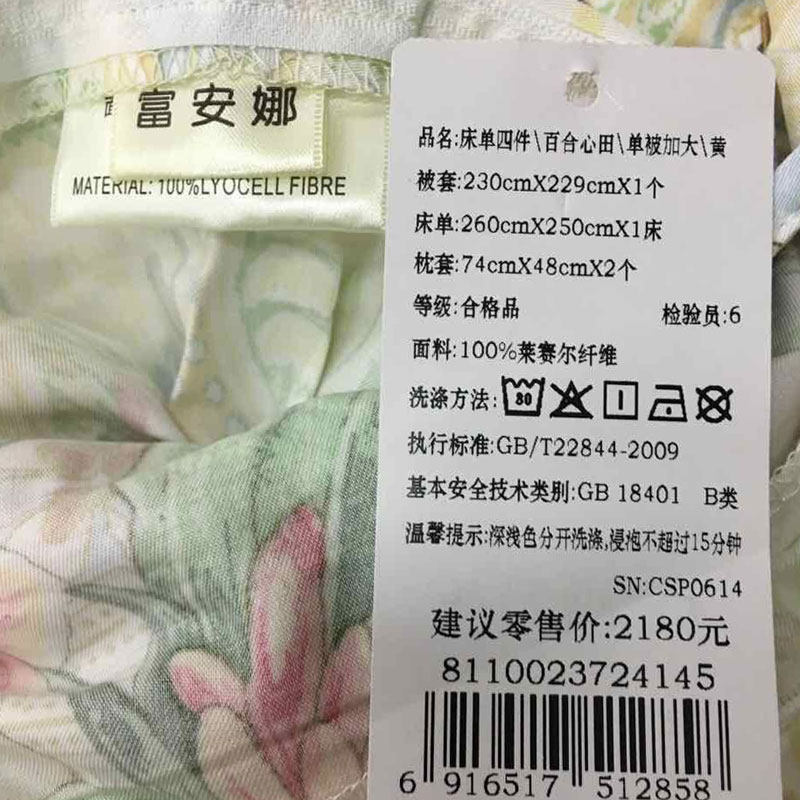 富安娜
MATERIAL: 100%LYOCELL FIBRE
品名:床单四件\百合心田\单被加大\黄
被套:230cmX229cmX1个
床单:260cmX250cmX1床
枕套:74cmX48cmX2个
等级:合格品 检验员:6
面料:100%莱赛尔纤维
洗涤方法: 30
执行标准:GB/T22844-2009
基本安全技术类别:GB 18401 B类
温馨提示:深浅色分开洗涤,浸泡不超过15分钟
SN:CSP0614
建议零售价:2180元
8110023724145
6 916517 512858